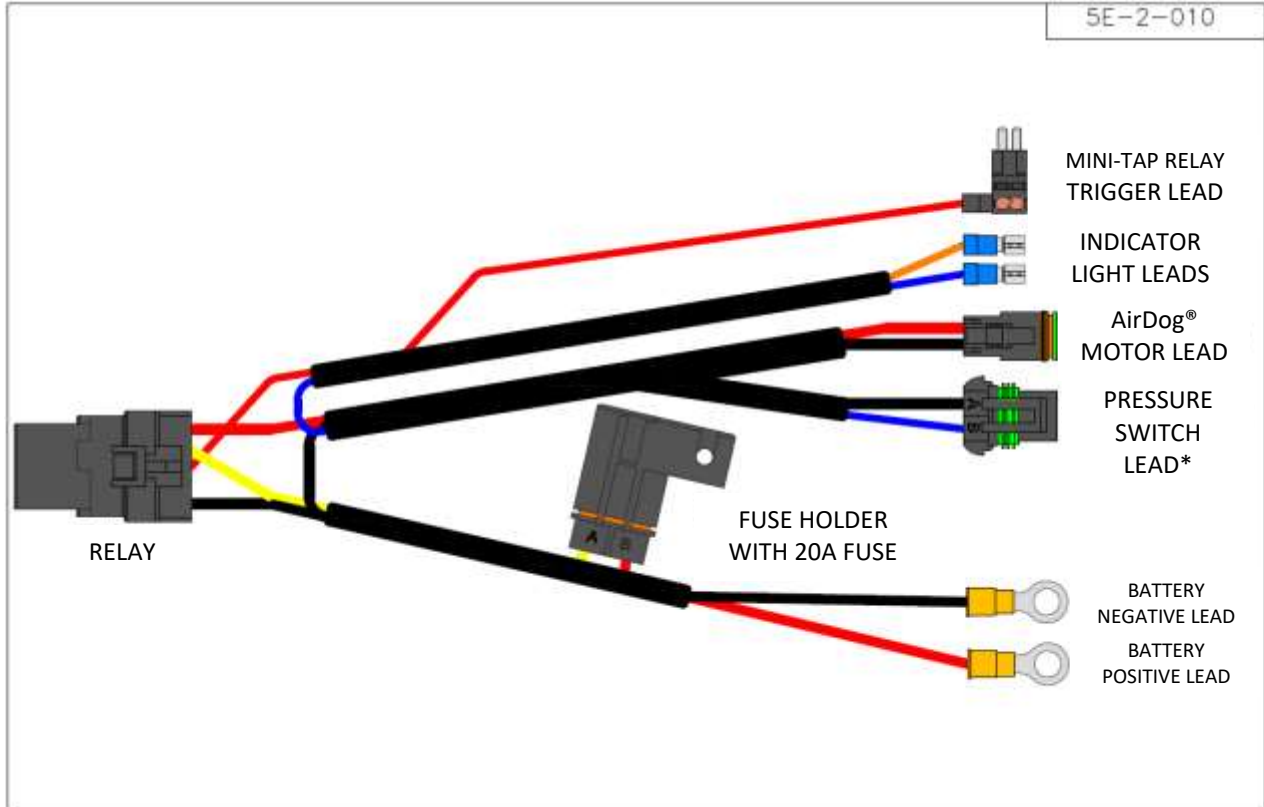 5E-2-010
MINI-TAP RELAY
TRIGGER LEAD
INDICATOR
LIGHT LEADS
AirDog®
MOTOR LEAD
PRESSURE
SWITCH
LEAD*
A
B
A
B
FUSE HOLDER
WITH 20A FUSE
RELAY
BATTERY
NEGATIVE LEAD
BATTERY
POSITIVE LEAD